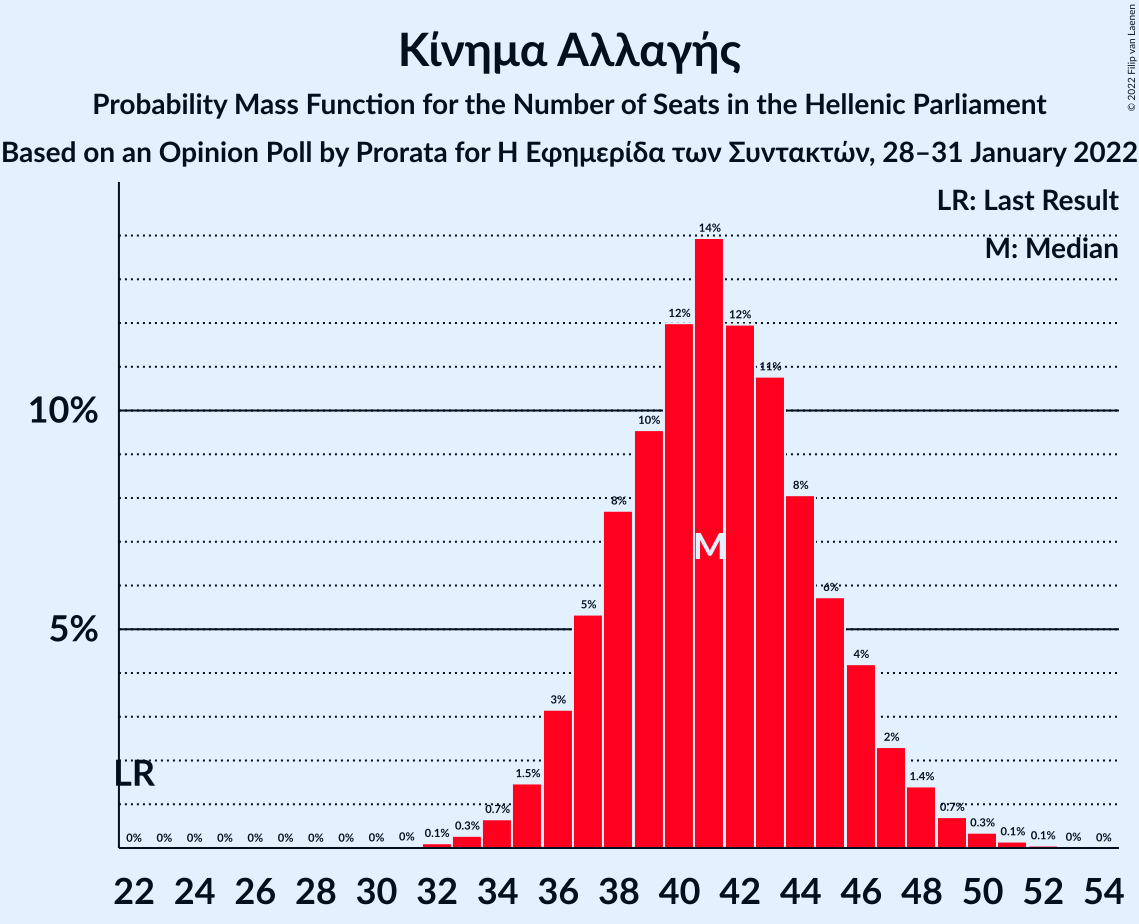 Κίνημα Αλλαγής
Probability Mass Function for the Number of Seats in the Hellenic Parliament
Based on an Opinion Poll by Prorata for Η Εφημερίδα των Συντακτών, 28–31 January 2022
© 2022 Filip van Laenen
LR: Last Result
M: Median
14%
12% 12%
11%
10%
10%
8% 8%
M
6%
5%
5%
4%
3%
2%
LR
1.5% 1.4%
0.7% 0.7%
0% 0% 0% 0% 0% 0% 0% 0% 0% 0% 0.1% 0.3% 0.3% 0.1% 0.1% 0% 0%
22 24 26 28 30 32 34 36 38 40 42 44 46 48 50 52 54